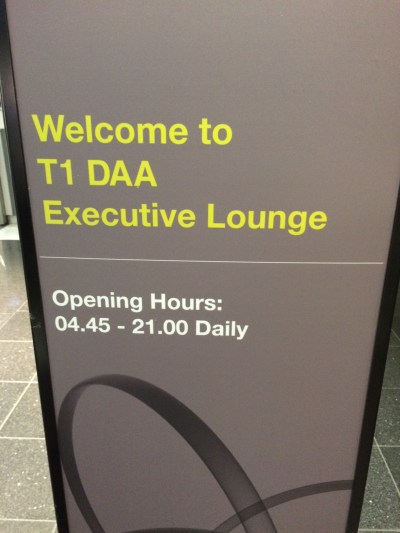 Welcome to
T1 DAA
Executive Lounge
Opening Hours:
04.45 - 21.00 Daily